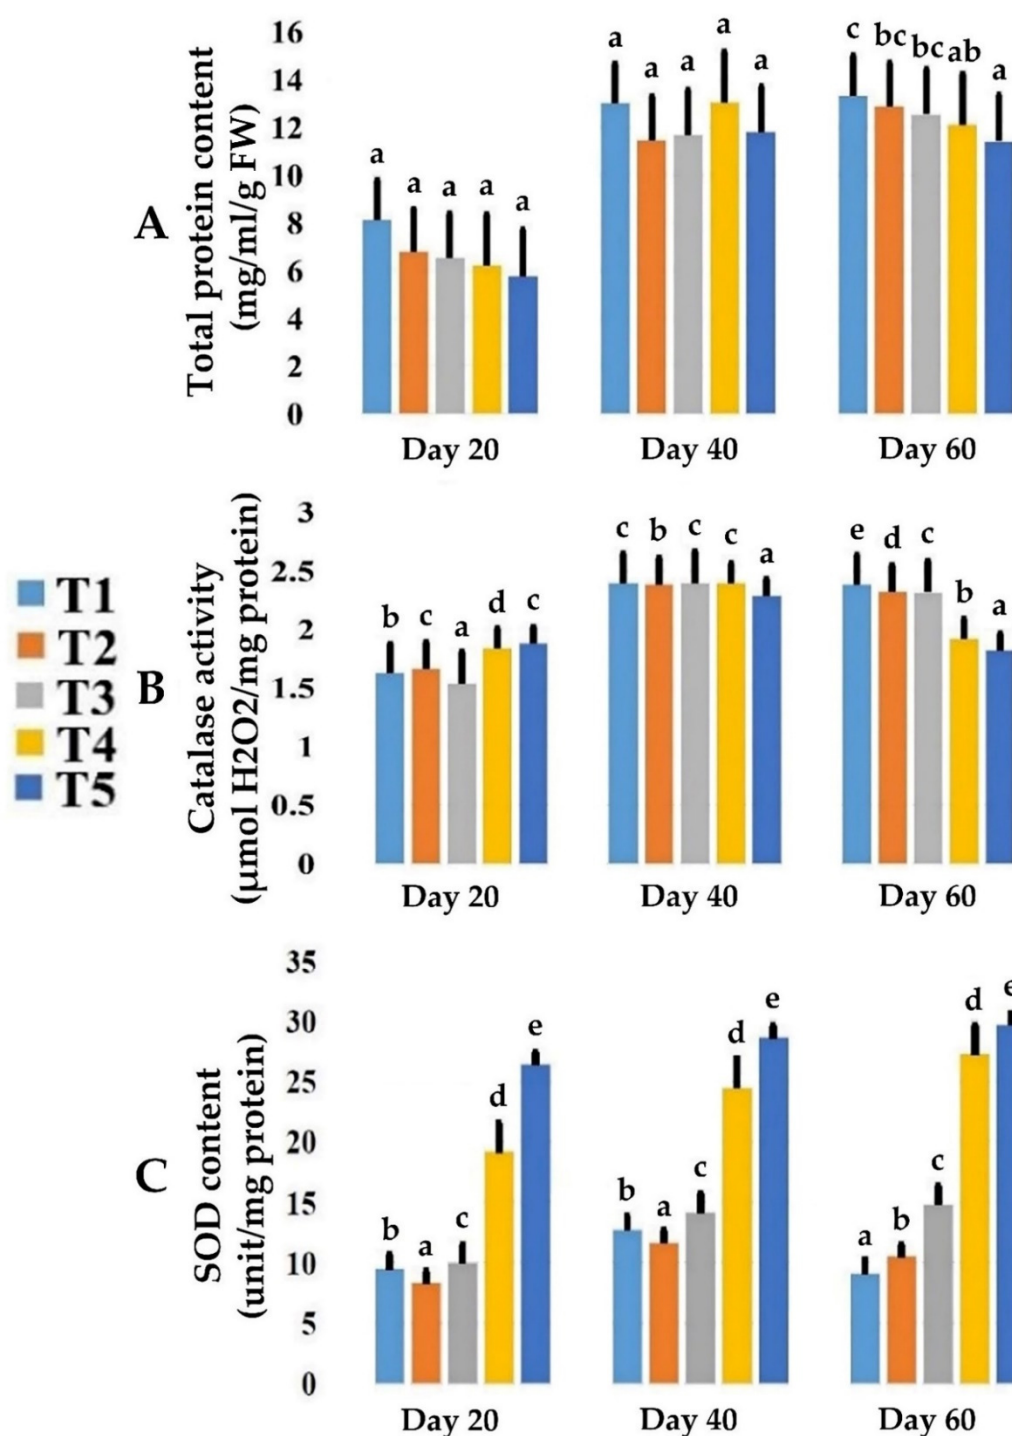 A
Total protein content
(mg/ml/g FW)
16
14
12
10
8
6
4
2
0
a a a a a
a a a a a
c bc bc ab a
Day 20 Day 40 Day 60
T1
T2
T3
T4
T5
B
Catalase activity
(µmol H2O2/mg protein)
3
2.5
2
1.5
1
0.5
0
b c a d c
c b c c a
e d c b a
Day 20 Day 40 Day 60
C
SOD content
(unit/mg protein)
35
30
25
20
15
10
5
0
b a c d e
b a c d e
a b c d e
Day 20 Day 40 Day 60